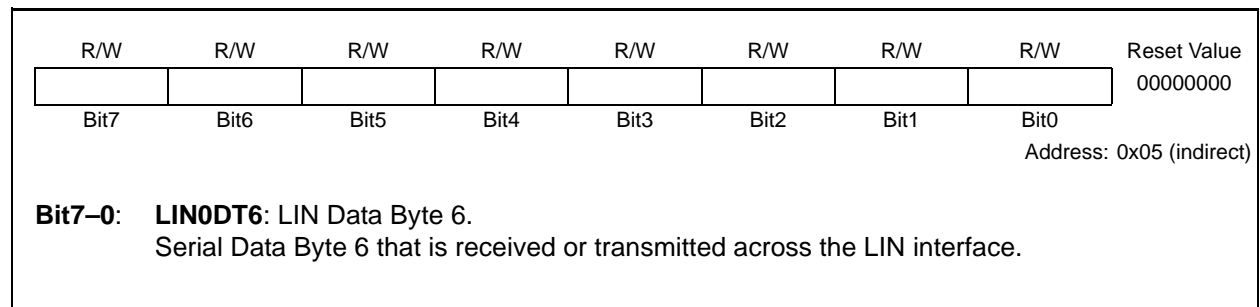 R/W R/W R/W R/W R/W R/W R/W R/W Reset Value
00000000
Bit7 Bit6 Bit5 Bit4 Bit3 Bit2 Bit1 Bit0
Address: 0x05 (indirect)
Bit7–0: LIN0DT6: LIN Data Byte 6.
Serial Data Byte 6 that is received or transmitted across the LIN interface.